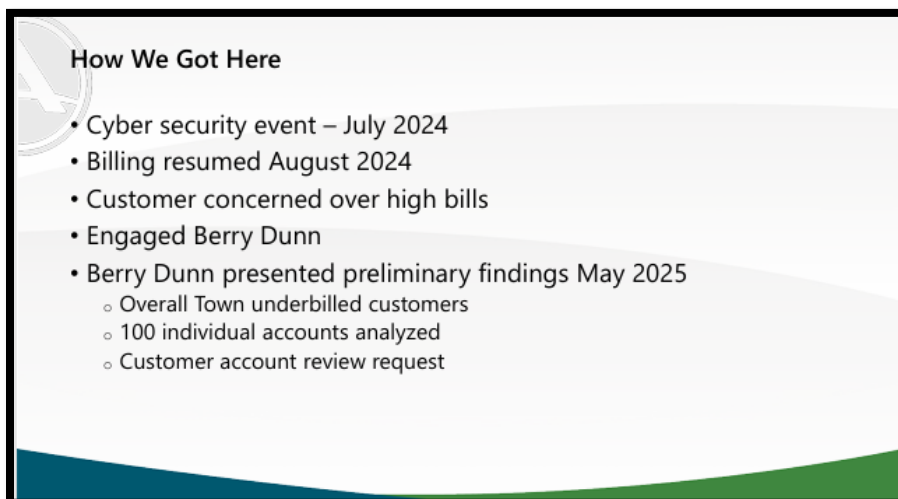 How We Got Here
• Cyber security event – July 2024
• Billing resumed August 2024
• Customer concerned over high bills
• Engaged Berry Dunn
• Berry Dunn presented preliminary findings May 2025
o Overall Town underbilled customers
o 100 individual accounts analyzed
o Customer account review request